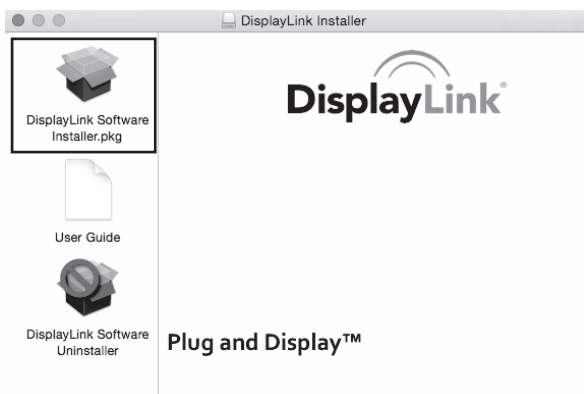 DisplayLink Installer
DisplayLink®
DisplayLink Software
Installer.pkg
User Guide
DisplayLink Software
Uninstaller
Plug and Display™